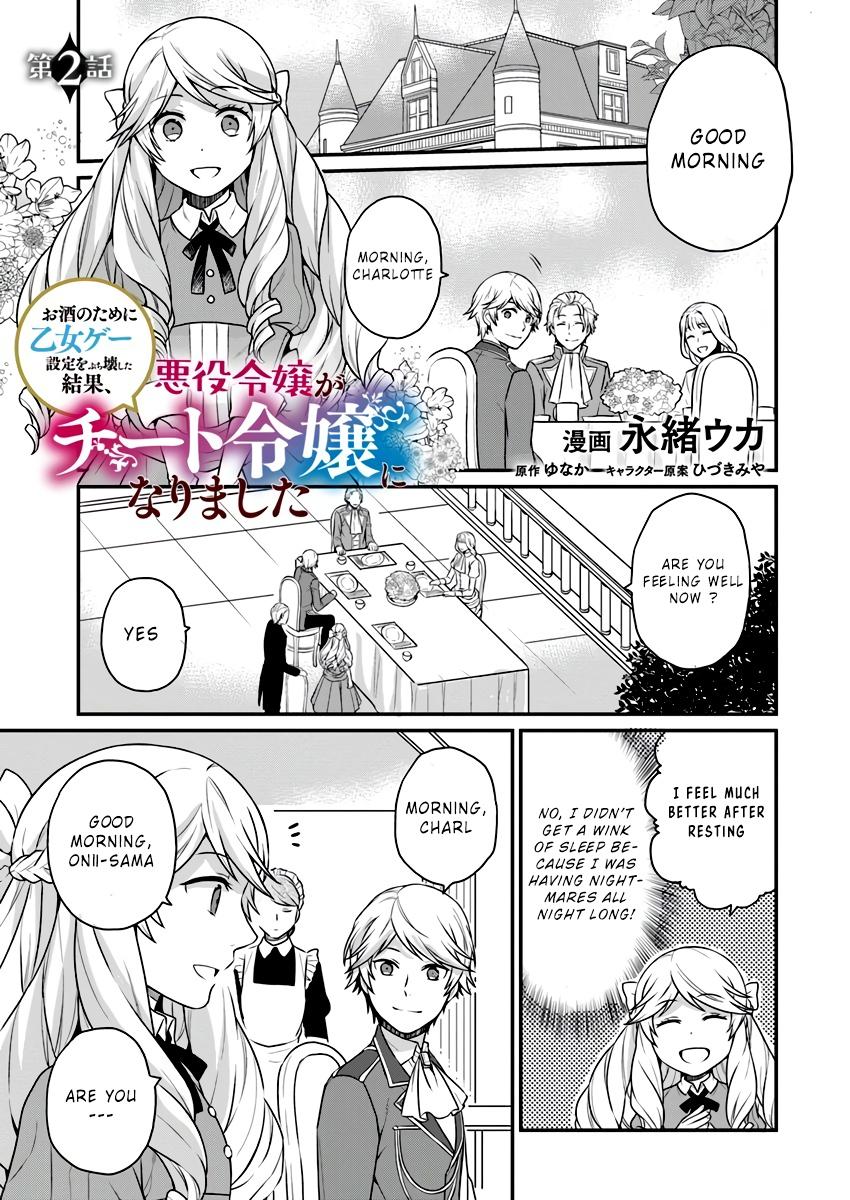 第2話
GOOD
MORNING
MORNING,
CHARLOTTE
お酒のために
乙女ゲー
設定をぶち壊した
結果、
悪役令嬢が
チート令嬢に
なりました
漫画 永緒ウカ
原作 ゆなか キャラクター原案 ひづきみや
ARE YOU
FEELING WELL
NOW ?
YES
I FEEL MUCH
BETTER AFTER
RESTING
NO, I DIDN'T
GET A WINK
OF SLEEP BE-
CAUSE I WAS
HAVING NIGHT-
MARES ALL
NIGHT LONG!
MORNING,
CHARL
GOOD
MORNING,
ONII-SAMA
ARE YOU
---